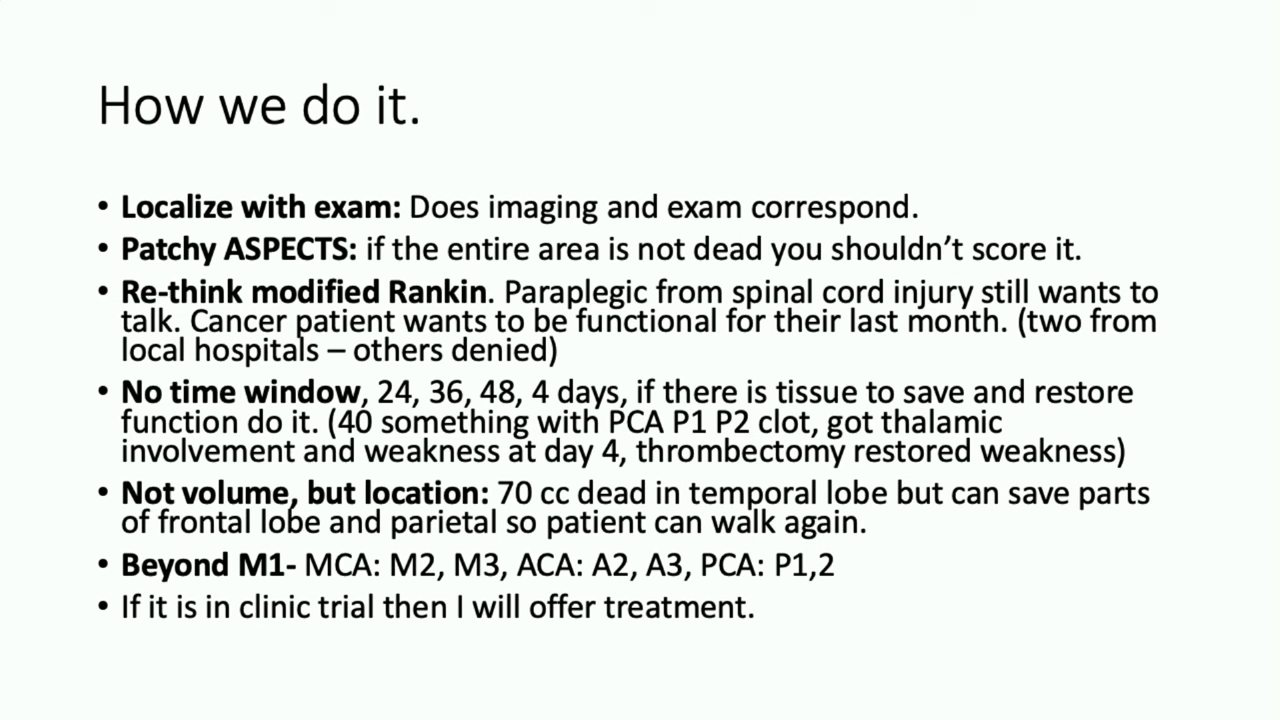 How we do it.
• Localize with exam: Does imaging and exam correspond.
• Patchy ASPECTS: if the entire area is not dead you shouldn’t score it.
• Re-think modified Rankin. Paraplegic from spinal cord injury still wants to
talk. Cancer patient wants to be functional for their last month. (two from
local hospitals – others denied)
• No time window, 24, 36, 48, 4 days, if there is tissue to save and restore
function do it. (40 something with PCA P1 P2 clot, got thalamic
involvement and weakness at day 4, thrombectomy restored weakness)
• Not volume, but location: 70 cc dead in temporal lobe but can save parts
of frontal lobe and parietal so patient can walk again.
• Beyond M1- MCA: M2, M3, ACA: A2, A3, PCA: P1,2
• If it is in clinic trial then I will offer treatment.